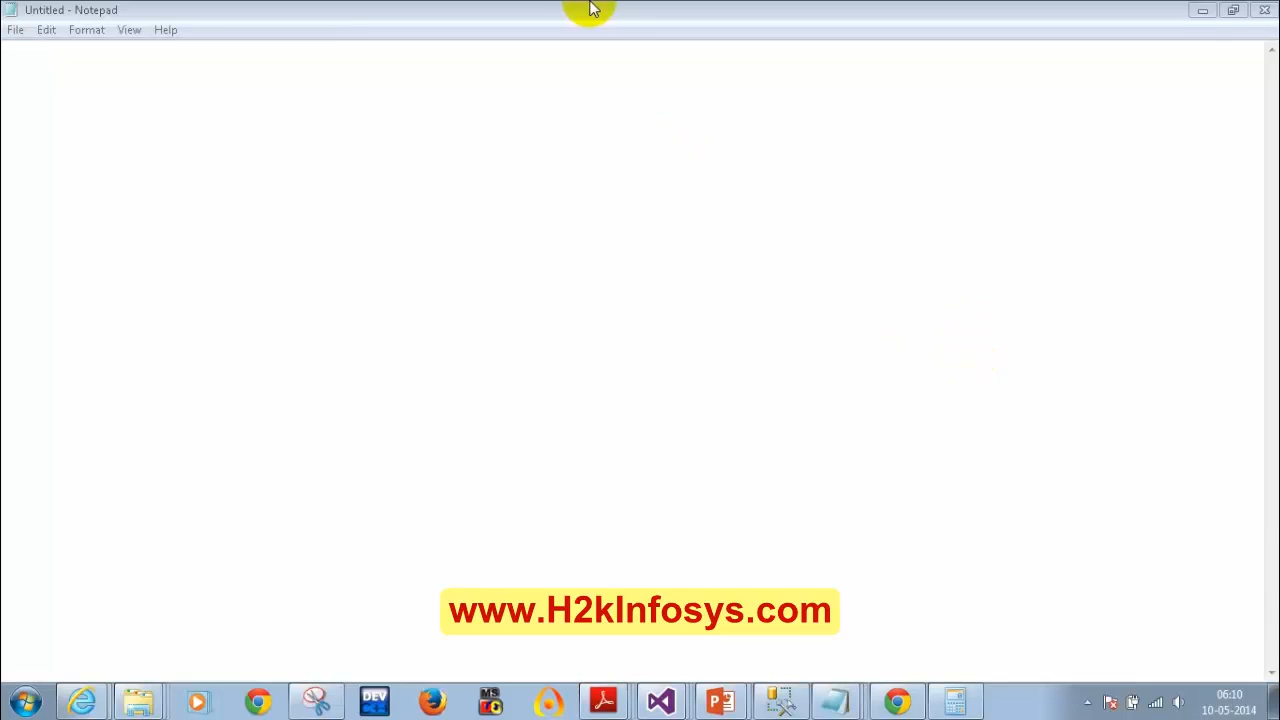 Untitled - Notepad
File Edit Format View Help
www.H2kInfosys.com
DEV
MS
06:10
10-05-2014